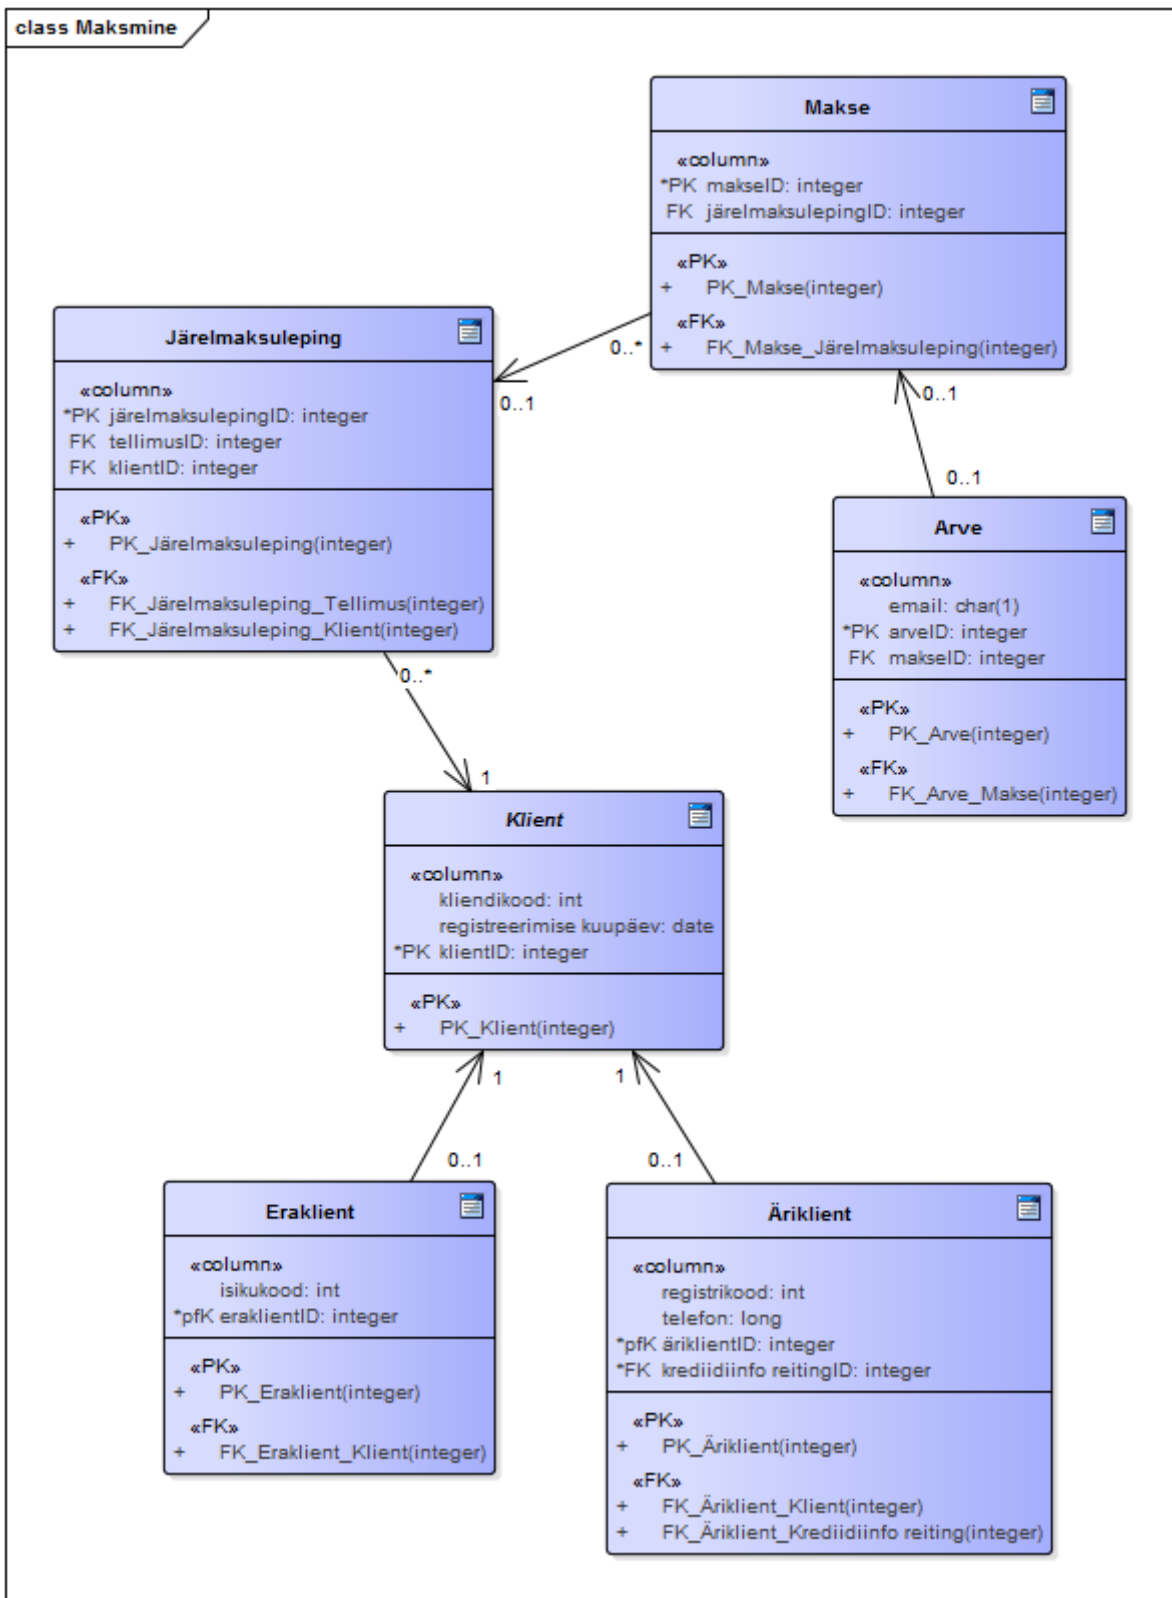 class Maksmine
Makse
«column»
*PK makseID: integer
FK järelmaksulepingID: integer
«PK»
+ PK_Makse(integer)
«FK»
+ FK_Makse_Järelmaksuleping(integer)
0..*
0..1
0..1
0..1
Järelmaksuleping
«column»
*PK järelmaksulepingID: integer
FK tellimusID: integer
FK klientID: integer
«PK»
+ PK_Järelmaksuleping(integer)
«FK»
+ FK_Järelmaksuleping_Tellimus(integer)
+ FK_Järelmaksuleping_Klient(integer)
0..*
1
Arve
«column»
email: char(1)
*PK arveID: integer
FK makseID: integer
«PK»
+ PK_Arve(integer)
«FK»
+ FK_Arve_Makse(integer)
Klient
«column»
kliendikood: int
registreerimise kuupäev: date
*PK klientID: integer
«PK»
+ PK_Klient(integer)
1
1
0..1
0..1
Eraklient
«column»
isikukood: int
*pfK eraklientID: integer
«PK»
+ PK_Eraklient(integer)
«FK»
+ FK_Eraklient_Klient(integer)
Äriklient
«column»
registrikood: int
telefon: long
*pfK äriklientID: integer
*FK krediidiinfo reitingID: integer
«PK»
+ PK_Äriklient(integer)
«FK»
+ FK_Äriklient_Klient(integer)
+ FK_Äriklient_Krediidiinfo reiting(integer)